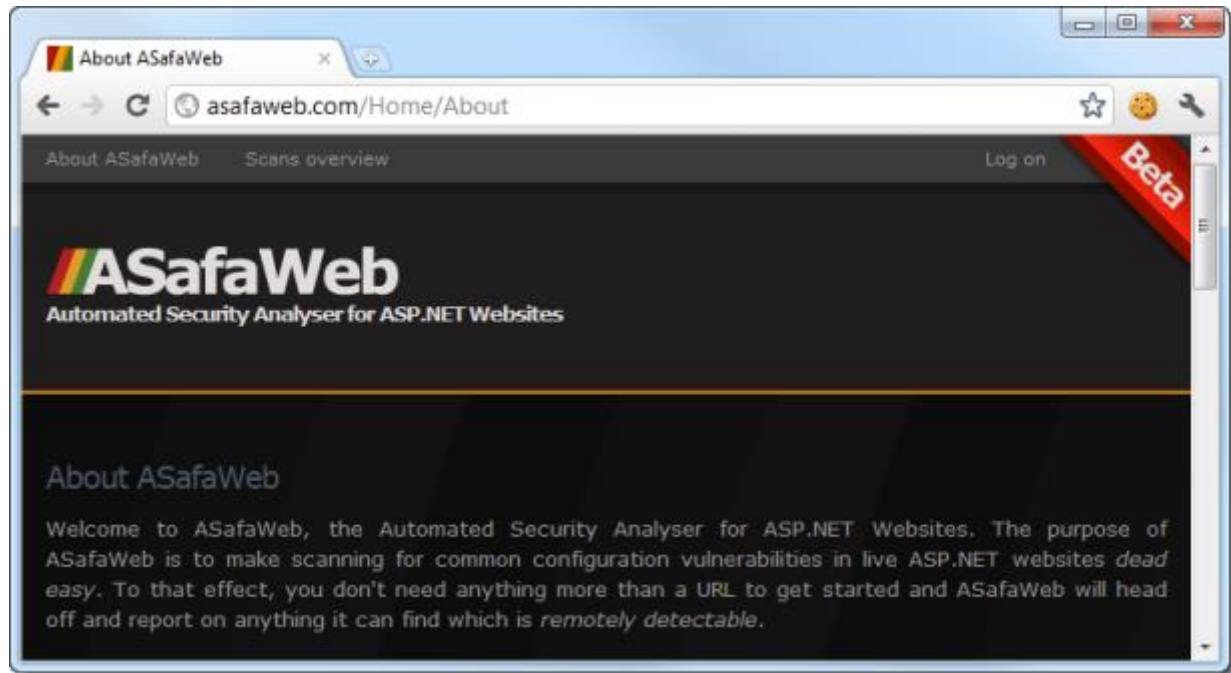 About ASafaWeb
asafaweb.com/Home/About
About ASafaWeb Scans overview Log on
Beta
ASafaWeb
Automated Security Analyser for ASP.NET Websites
About ASafaWeb
Welcome to ASafaWeb, the Automated Security Analyser for ASP.NET Websites. The purpose of
ASafaWeb is to make scanning for common configuration vulnerabilities in live ASP.NET websites dead
easy. To that effect, you don't need anything more than a URL to get started and ASafaWeb will head
off and report on anything it can find which is remotely detectable.